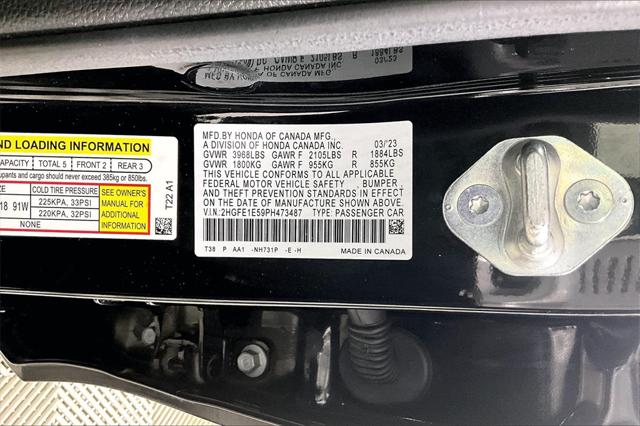 ND LOADING INFORMATION
CAPACITY | TOTAL 5 | FRONT 2 | REAR 3
upants and cargo should never exceed 385kg or 850lbs.
ZE | COLD TIRE PRESSURE | SEE OWNER'S MANUAL FOR ADDITIONAL INFORMATION
18 91W | 225KPA, 33PSI
220KPA, 32PSI
T22 A1
MFD.BY HONDA OF CANADA MFG., 03/'23
A DIVISION OF HONDA CANADA INC.
GVWR 3968LBS GAWR F 2105LBS R 1884LBS
GVWR 1800KG GAWR F 955KG R 855KG
THIS VEHICLE CONFORMS TO ALL APPLICABLE
FEDERAL MOTOR VEHICLE SAFETY , BUMPER ,
AND THEFT PREVENTION STANDARDS IN EFFECT
ON THE DATE OF MANUFACTURE SHOWN ABOVE.
V.I.N:2HGFE1E59PH473487 TYPE:PASSENGER CAR
T38 P AA1 -NH731P -E -H MADE IN CANADA